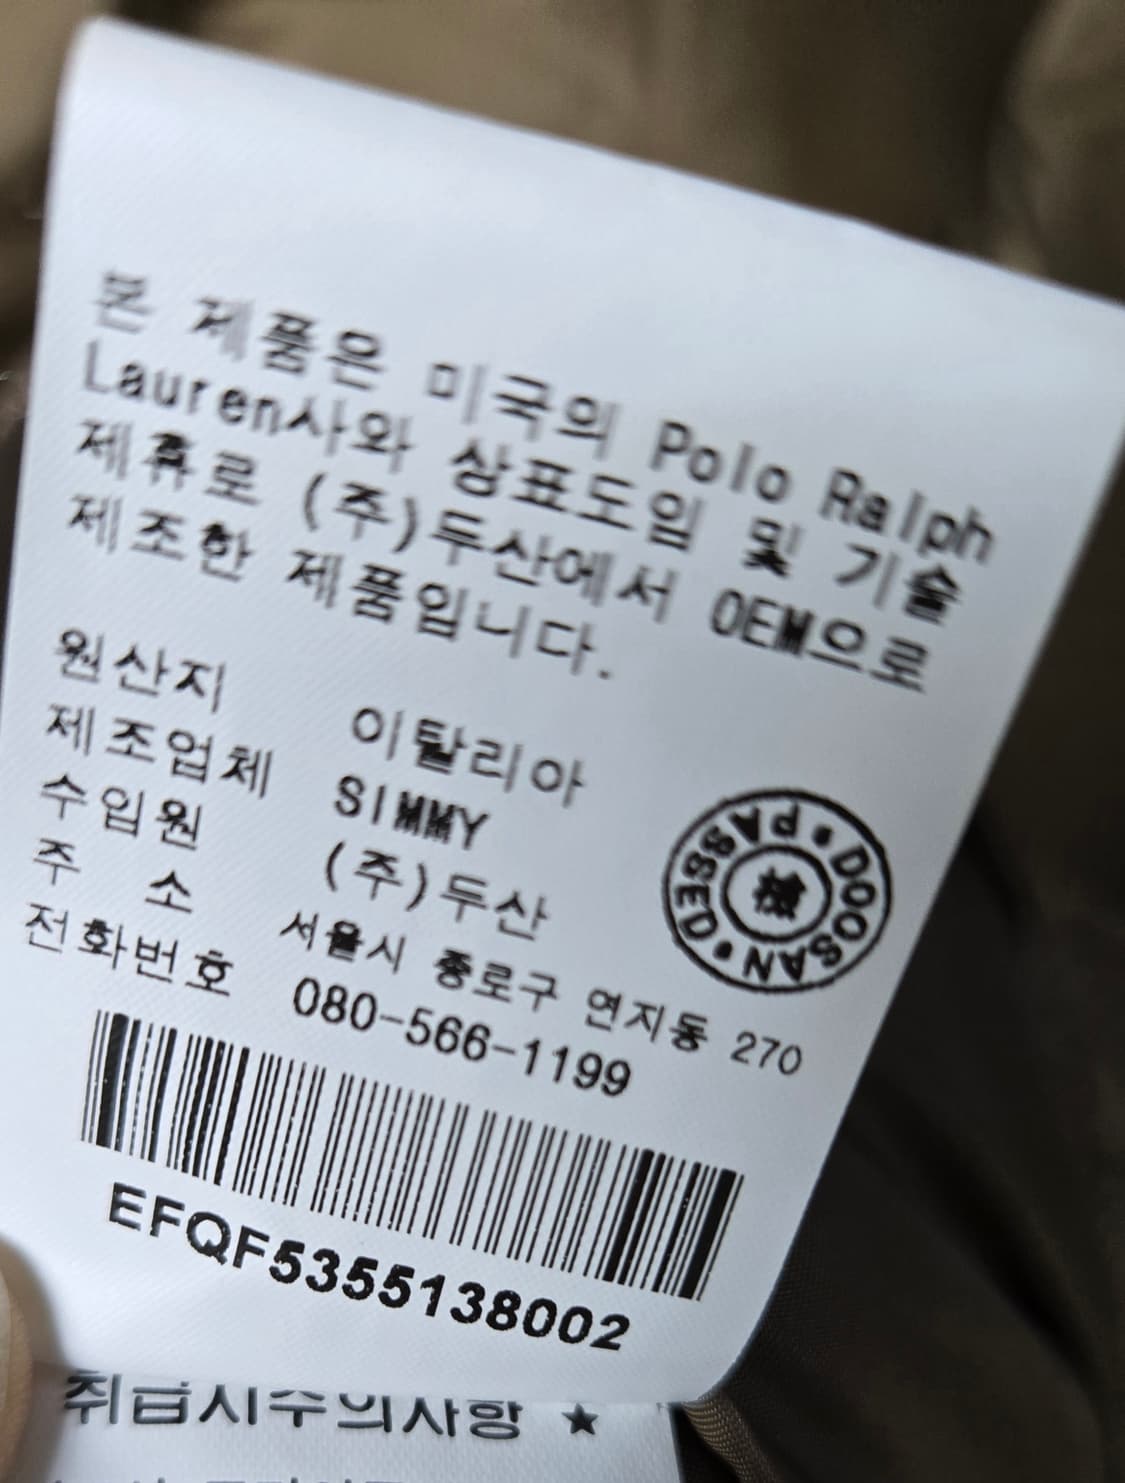 본 제품은 미국의 Polo Ralph
Lauren사와 상표도입 및 기술
제휴로 (주)두산에서 OEM으로
제조한 제품입니다.
원산지 이탈리아
제조업체 SIMMY
수입원 (주)두산
주 소 서울시 종로구 연지동 270
전화번호 080-566-1199
DOOSAN • PASSED •
檢
EFQF5355138002
취급시주의사항 ★